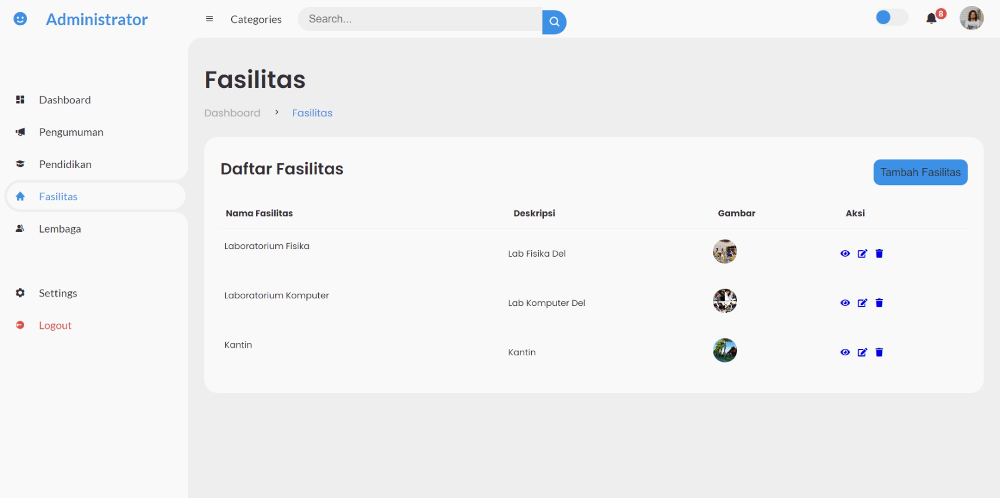 Administrator
Categories
Search...
8
Dashboard
Pengumuman
Pendidikan
Fasilitas
Lembaga
Settings
Logout
Fasilitas
Dashboard > Fasilitas
Daftar Fasilitas
Tambah Fasilitas
Nama Fasilitas Deskripsi Gambar Aksi
Laboratorium Fisika Lab Fisika Del
Laboratorium Komputer Lab Komputer Del
Kantin Kantin